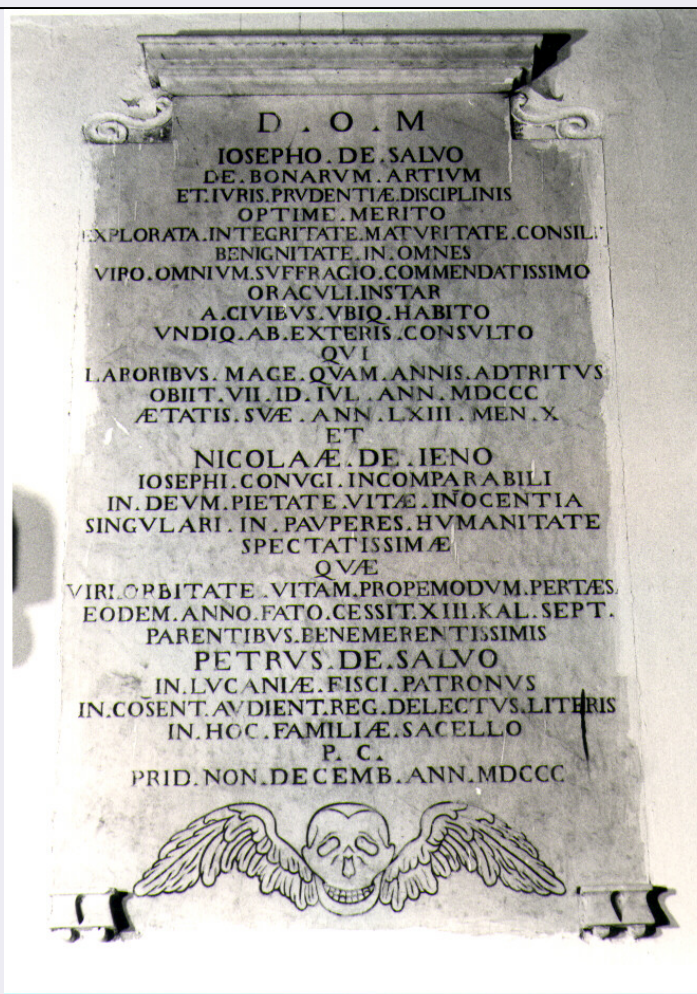 D . O . M
IOSEPHO . DE . SALVO
DE . BONARVM . ARTIVM
ET . IVRIS . PRVDENTIÆ . DISCIPLINIS
OPTIME . MERITO
EXPLORATA . INTEGRITATE . MATVRITATE . CONSILI
BENIGNITATE . IN . OMNES
VIPO . OMNIVM . SVFFRAGIO . COMMENDATISSIMO
ORACVLI . INSTAR
A . CIVIBVS . VBIQ . HABITO
VNDIQ . AB . EXTERIS . CONSVLTO
QVI
LABORIBVS . MAGE . QVAM . ANNIS . ADTRITVS
OBIIT . VII . ID . IVL . ANN . MDCCC
ÆTATIS . SVÆ . ANN . LXIII . MEN . X
ET
NICOLAÆ . DE . IENO
IOSEPHI . CONVGI . INCOMPARABILI
IN . DEVM . PIETATE . VITÆ . INŌCENTIA
SINGVLARI . IN . PAVPERES . HVMANITATE
SPECTATISSIMÆ
QVÆ
VIRI . ORBITATE . VITAM . PROPEMODVM . PERTÆS
EODEM . ANNO . FATO . CESSIT . XIII . KAL . SEPT .
PARENTIBVS . BENEMERENTISSIMIS
PETRVS . DE . SALVO
IN . LVCANIÆ . FISCI . PATRONVS
IN . COSENT . AVDIENT . REG . DELECTVS . LITERIS
IN . HOC . FAMILIÆ . SACELLO
P . C .
PRID . NON . DECEMB . ANN . MDCCC